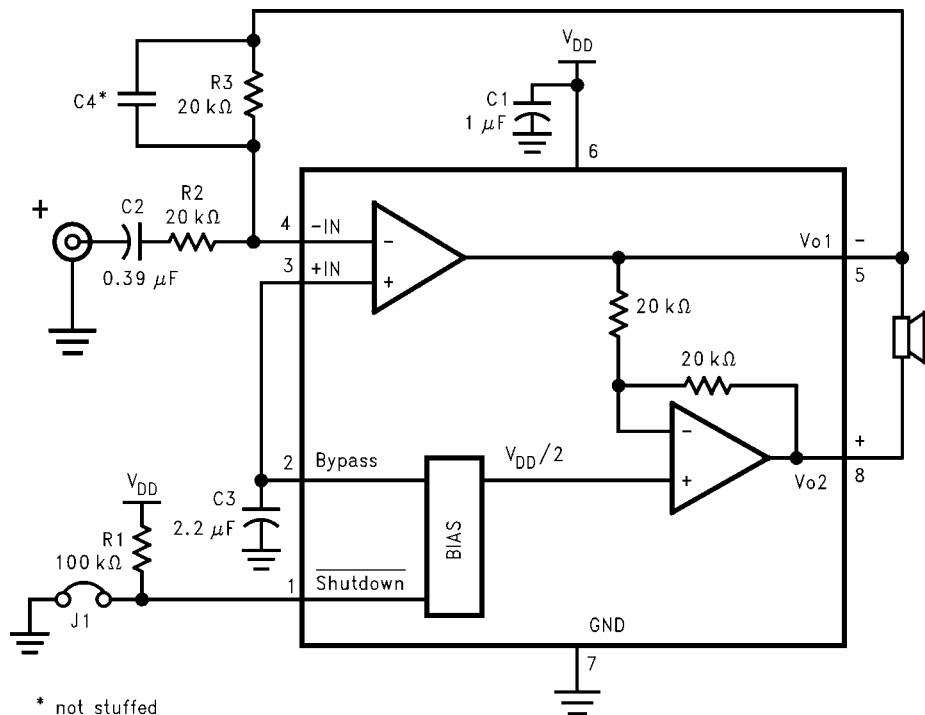 R3
20 kΩ
C4*
V_DD
C1
1 μF
6
+
C2
0.39 μF
R2
20 kΩ
4
-IN
3
+IN
-
+
Vo1
-
5
20 kΩ
20 kΩ
-
+
+
8
Vo2
2
Bypass
V_DD/2
BIAS
C3
2.2 μF
V_DD
R1
100 kΩ
1
Shutdown
J1
GND
7
* not stuffed